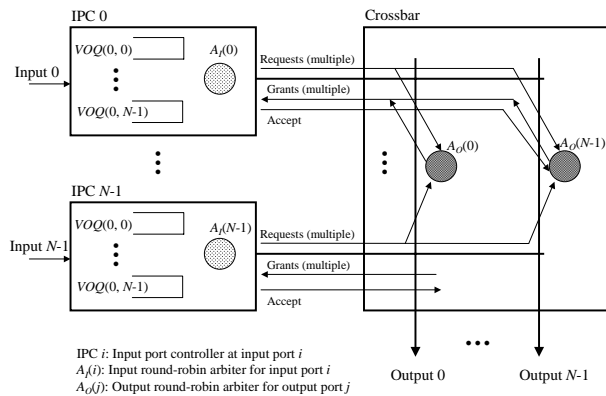 IPC 0
Crossbar
VOQ(0, 0)
A_I(0)
Requests (multiple)
Input 0
Grants (multiple)
VOQ(0, N-1)
Accept
A_O(0)
A_O(N-1)
IPC N-1
VOQ(0, 0)
A_I(N-1)
Requests (multiple)
Input N-1
Grants (multiple)
VOQ(0, N-1)
Accept
IPC i: Input port controller at input port i
A_I(i): Input round-robin arbiter for input port i
A_O(j): Output round-robin arbiter for output port j
Output 0
Output N-1